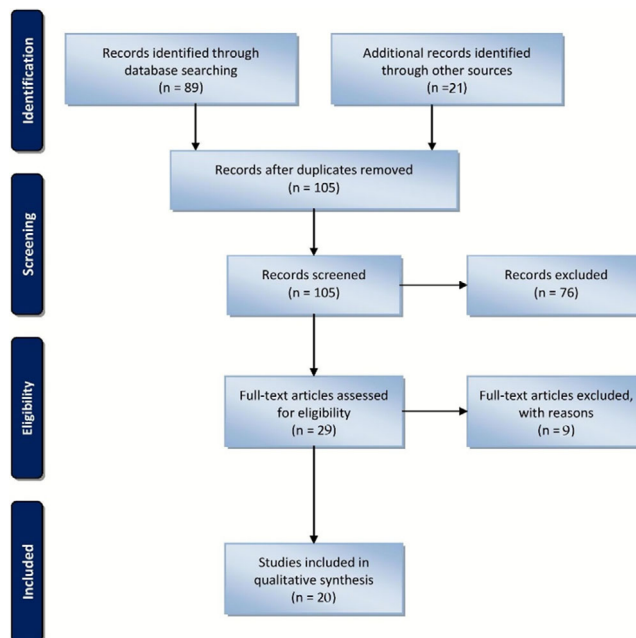 Identification
Records identified through
database searching
(n = 89)
Additional records identified
through other sources
(n =21)
Records after duplicates removed
(n = 105)
Screening
Records screened
(n = 105)
Records excluded
(n = 76)
Eligibility
Full-text articles assessed
for eligibility
(n = 29)
Full-text articles excluded,
with reasons
(n = 9)
Included
Studies included in
qualitative synthesis
(n = 20)